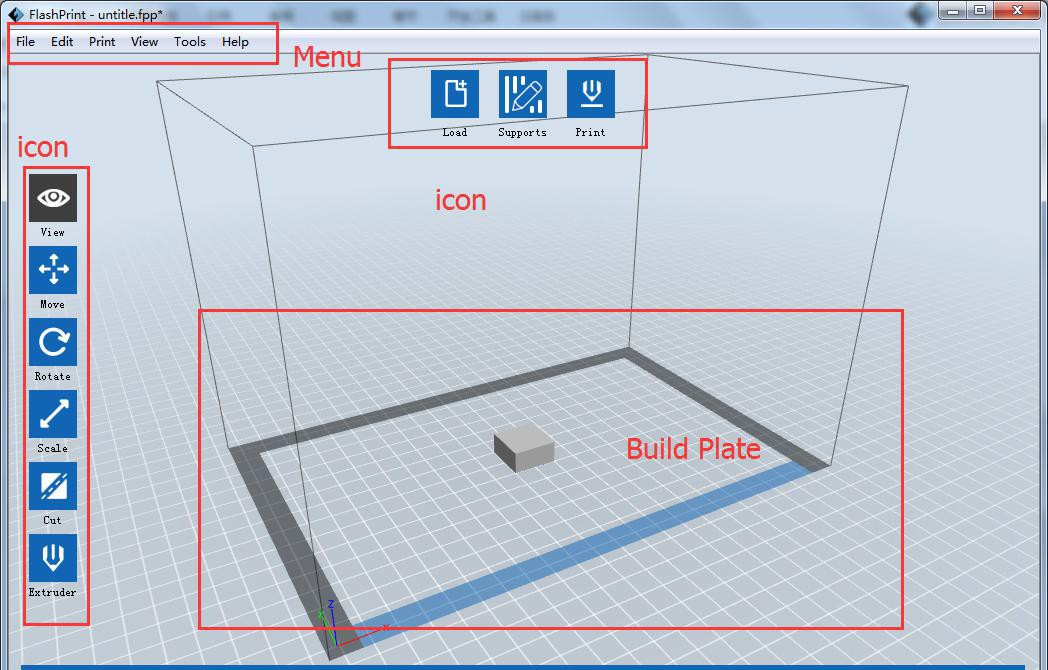 FlashPrint - untitle.fpp*
File Edit Print View Tools Help
Menu
Load Supports Print
icon
icon
View
Move
Rotate
Scale
Cut
Extruder
Build Plate
Z
X